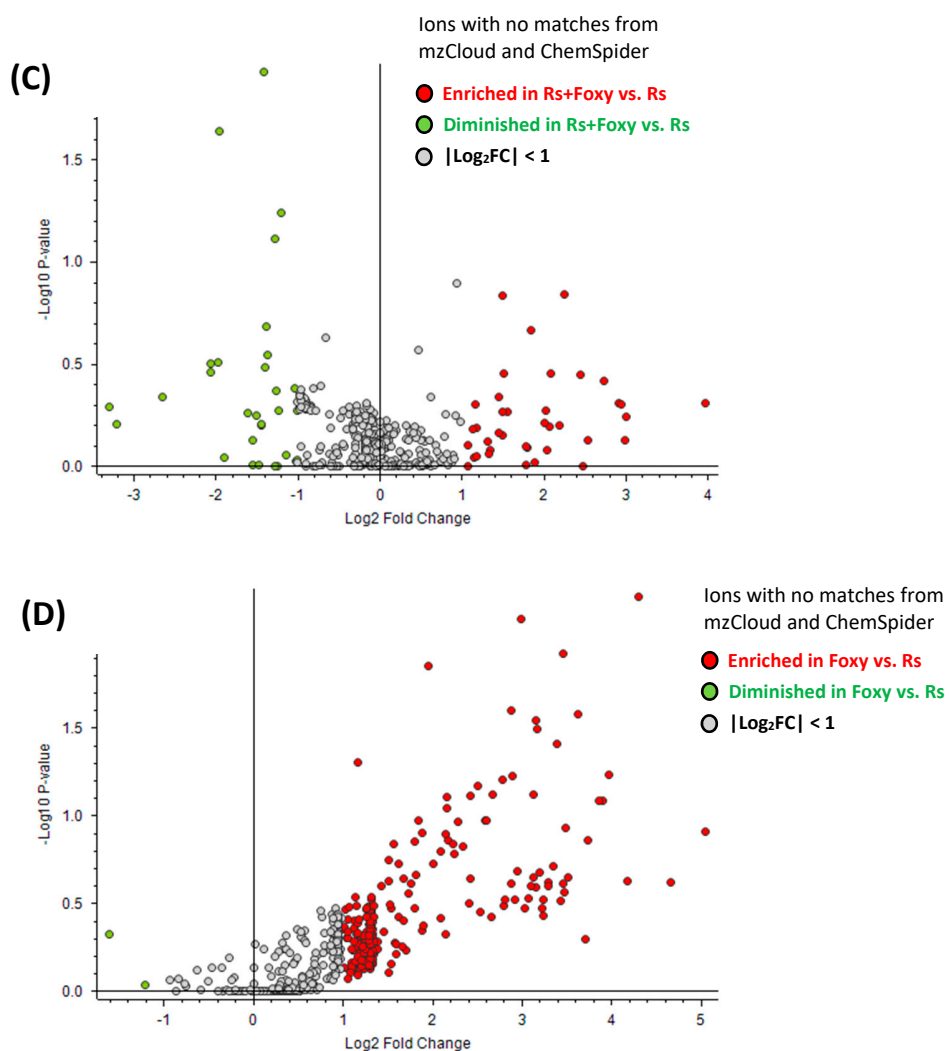 (C)
Ions with no matches from
mzCloud and ChemSpider
Enriched in Rs+Foxy vs. Rs
Diminished in Rs+Foxy vs. Rs
|Log₂FC| < 1
-Log10 P-value
1.5
1.0
0.5
0.0
-3 -2 -1 0 1 2 3 4
Log2 Fold Change
(D)
Ions with no matches from
mzCloud and ChemSpider
Enriched in Foxy vs. Rs
Diminished in Foxy vs. Rs
|Log₂FC| < 1
-Log10 P-value
1.5
1.0
0.5
0.0
-1 0 1 2 3 4 5
Log2 Fold Change